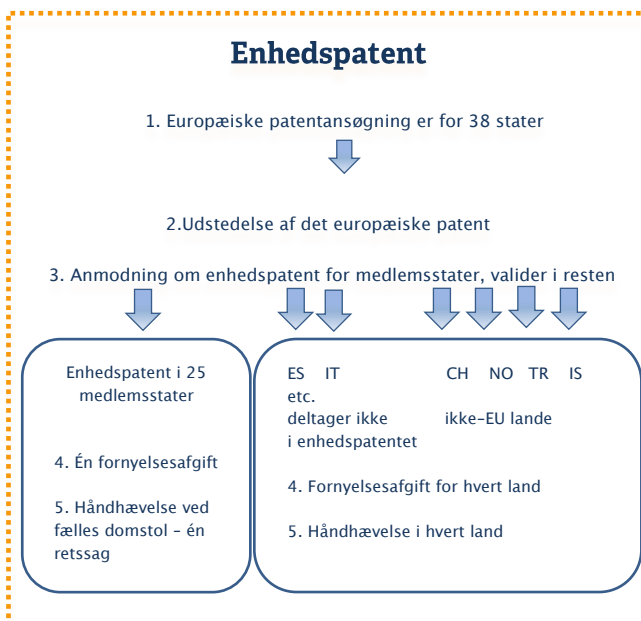 Enhedspatent
1. Europæiske patentansøgning er for 38 stater
2.Udstedelse af det europæiske patent
3. Anmodning om enhedspatent for medlemsstater, valider i resten
Enhedspatent i 25
medlemsstater
4. Én fornyelsesafgift
5. Håndhævelse ved
fælles domstol – én
retssag
ES IT CH NO TR IS
etc.
deltager ikke ikke-EU lande
i enhedspatentet
4. Fornyelsesafgift for hvert land
5. Håndhævelse i hvert land